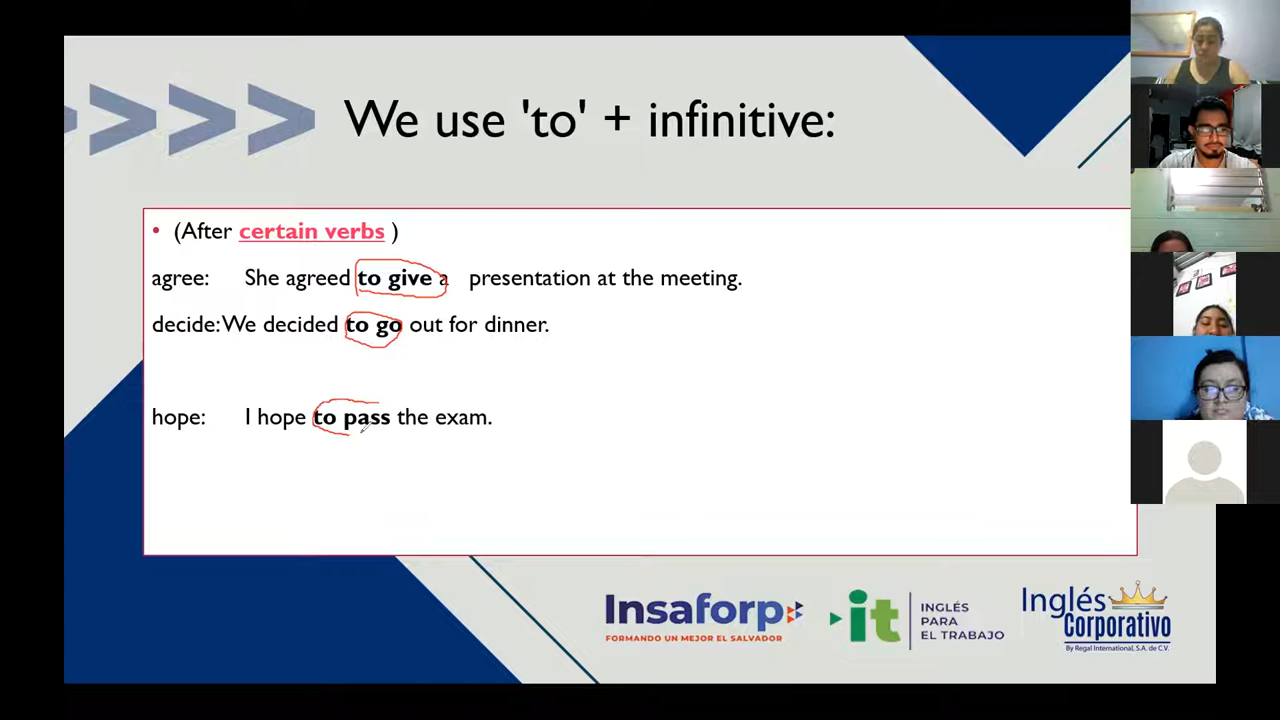 We use 'to' + infinitive:
• (After certain verbs )
agree: She agreed to give a presentation at the meeting.
decide: We decided to go out for dinner.
hope: I hope to pass the exam.
Insaforp
FORMANDO UN MEJOR EL SALVADOR
it
INGLÉS
PARA
EL TRABAJO
Inglés
Corporativo
By Regal International, S.A. de C.V.